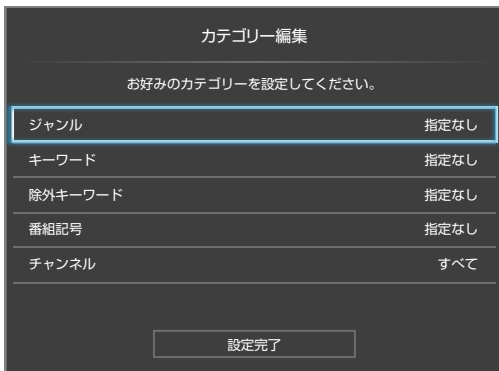 カテゴリー編集
お好みのカテゴリーを設定してください。
ジャンル 指定なし
キーワード 指定なし
除外キーワード 指定なし
番組記号 指定なし
チャンネル すべて
設定完了